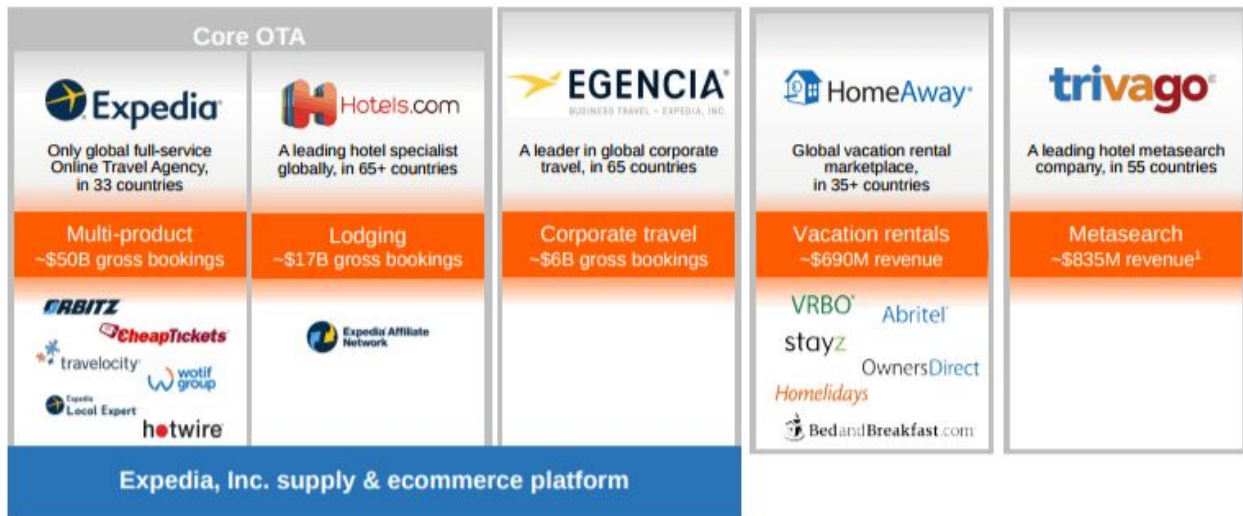 Core OTA
Expedia®
Only global full-service
Online Travel Agency,
in 33 countries
Multi-product
~$50B gross bookings
ORBITZ
CheapTickets
travelocity
wotif
group
Expedia
Local Expert
hotwire
Hotels.com
A leading hotel specialist
globally, in 65+ countries
Lodging
~$17B gross bookings
Expedia Affiliate
Network
EGENCIA®
BUSINESS TRAVEL – EXPEDIA, INC.
A leader in global corporate
travel, in 65 countries
Corporate travel
~$6B gross bookings
HomeAway®
Global vacation rental
marketplace,
in 35+ countries
Vacation rentals
~$690M revenue
VRBO®
Abritel
stayz
OwnersDirect
Homelidays
BedandBreakfast.com
trivago®
A leading hotel metasearch
company, in 55 countries
Metasearch
~$835M revenue¹
Expedia, Inc. supply & ecommerce platform